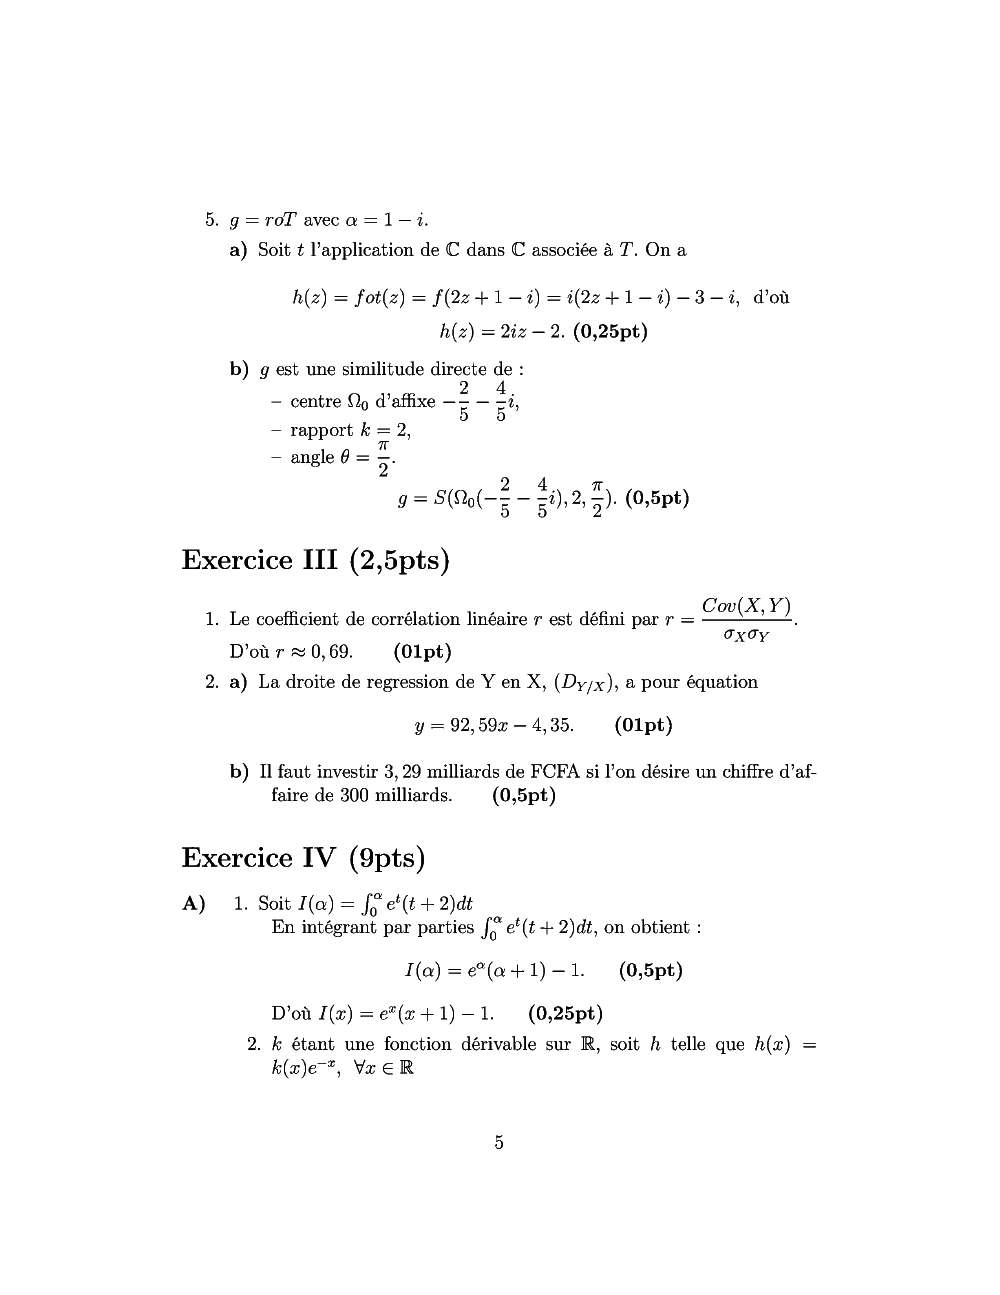 5. g = roT avec α = 1 − i.
a) Soit t l'application de ℂ dans ℂ associée à T. On a
h(z) = fot(z) = f(2z + 1 − i) = i(2z + 1 − i) − 3 − i, d'où
h(z) = 2iz − 2. (0,25pt)
b) g est une similitude directe de :
– centre Ω₀ d'affixe −2/5 − 4/5 i,
– rapport k = 2,
– angle θ = π/2.
g = S(Ω₀(−2/5 − 4/5 i), 2, π/2). (0,5pt)
Exercice III (2,5pts)
1. Le coefficient de corrélation linéaire r est défini par r = Cov(X, Y)/σ_Xσ_Y.
D'où r ≈ 0, 69. (01pt)
2. a) La droite de regression de Y en X, (D_{Y/X}), a pour équation
y = 92, 59x − 4, 35. (01pt)
b) Il faut investir 3, 29 milliards de FCFA si l'on désire un chiffre d'af-
faire de 300 milliards. (0,5pt)
Exercice IV (9pts)
A) 1. Soit I(α) = ∫₀^α e^t(t + 2)dt
En intégrant par parties ∫₀^α e^t(t + 2)dt, on obtient :
I(α) = e^α(α + 1) − 1. (0,5pt)
D'où I(x) = e^x(x + 1) − 1. (0,25pt)
2. k étant une fonction dérivable sur ℝ, soit h telle que h(x) =
k(x)e^{−x}, ∀x ∈ ℝ
5